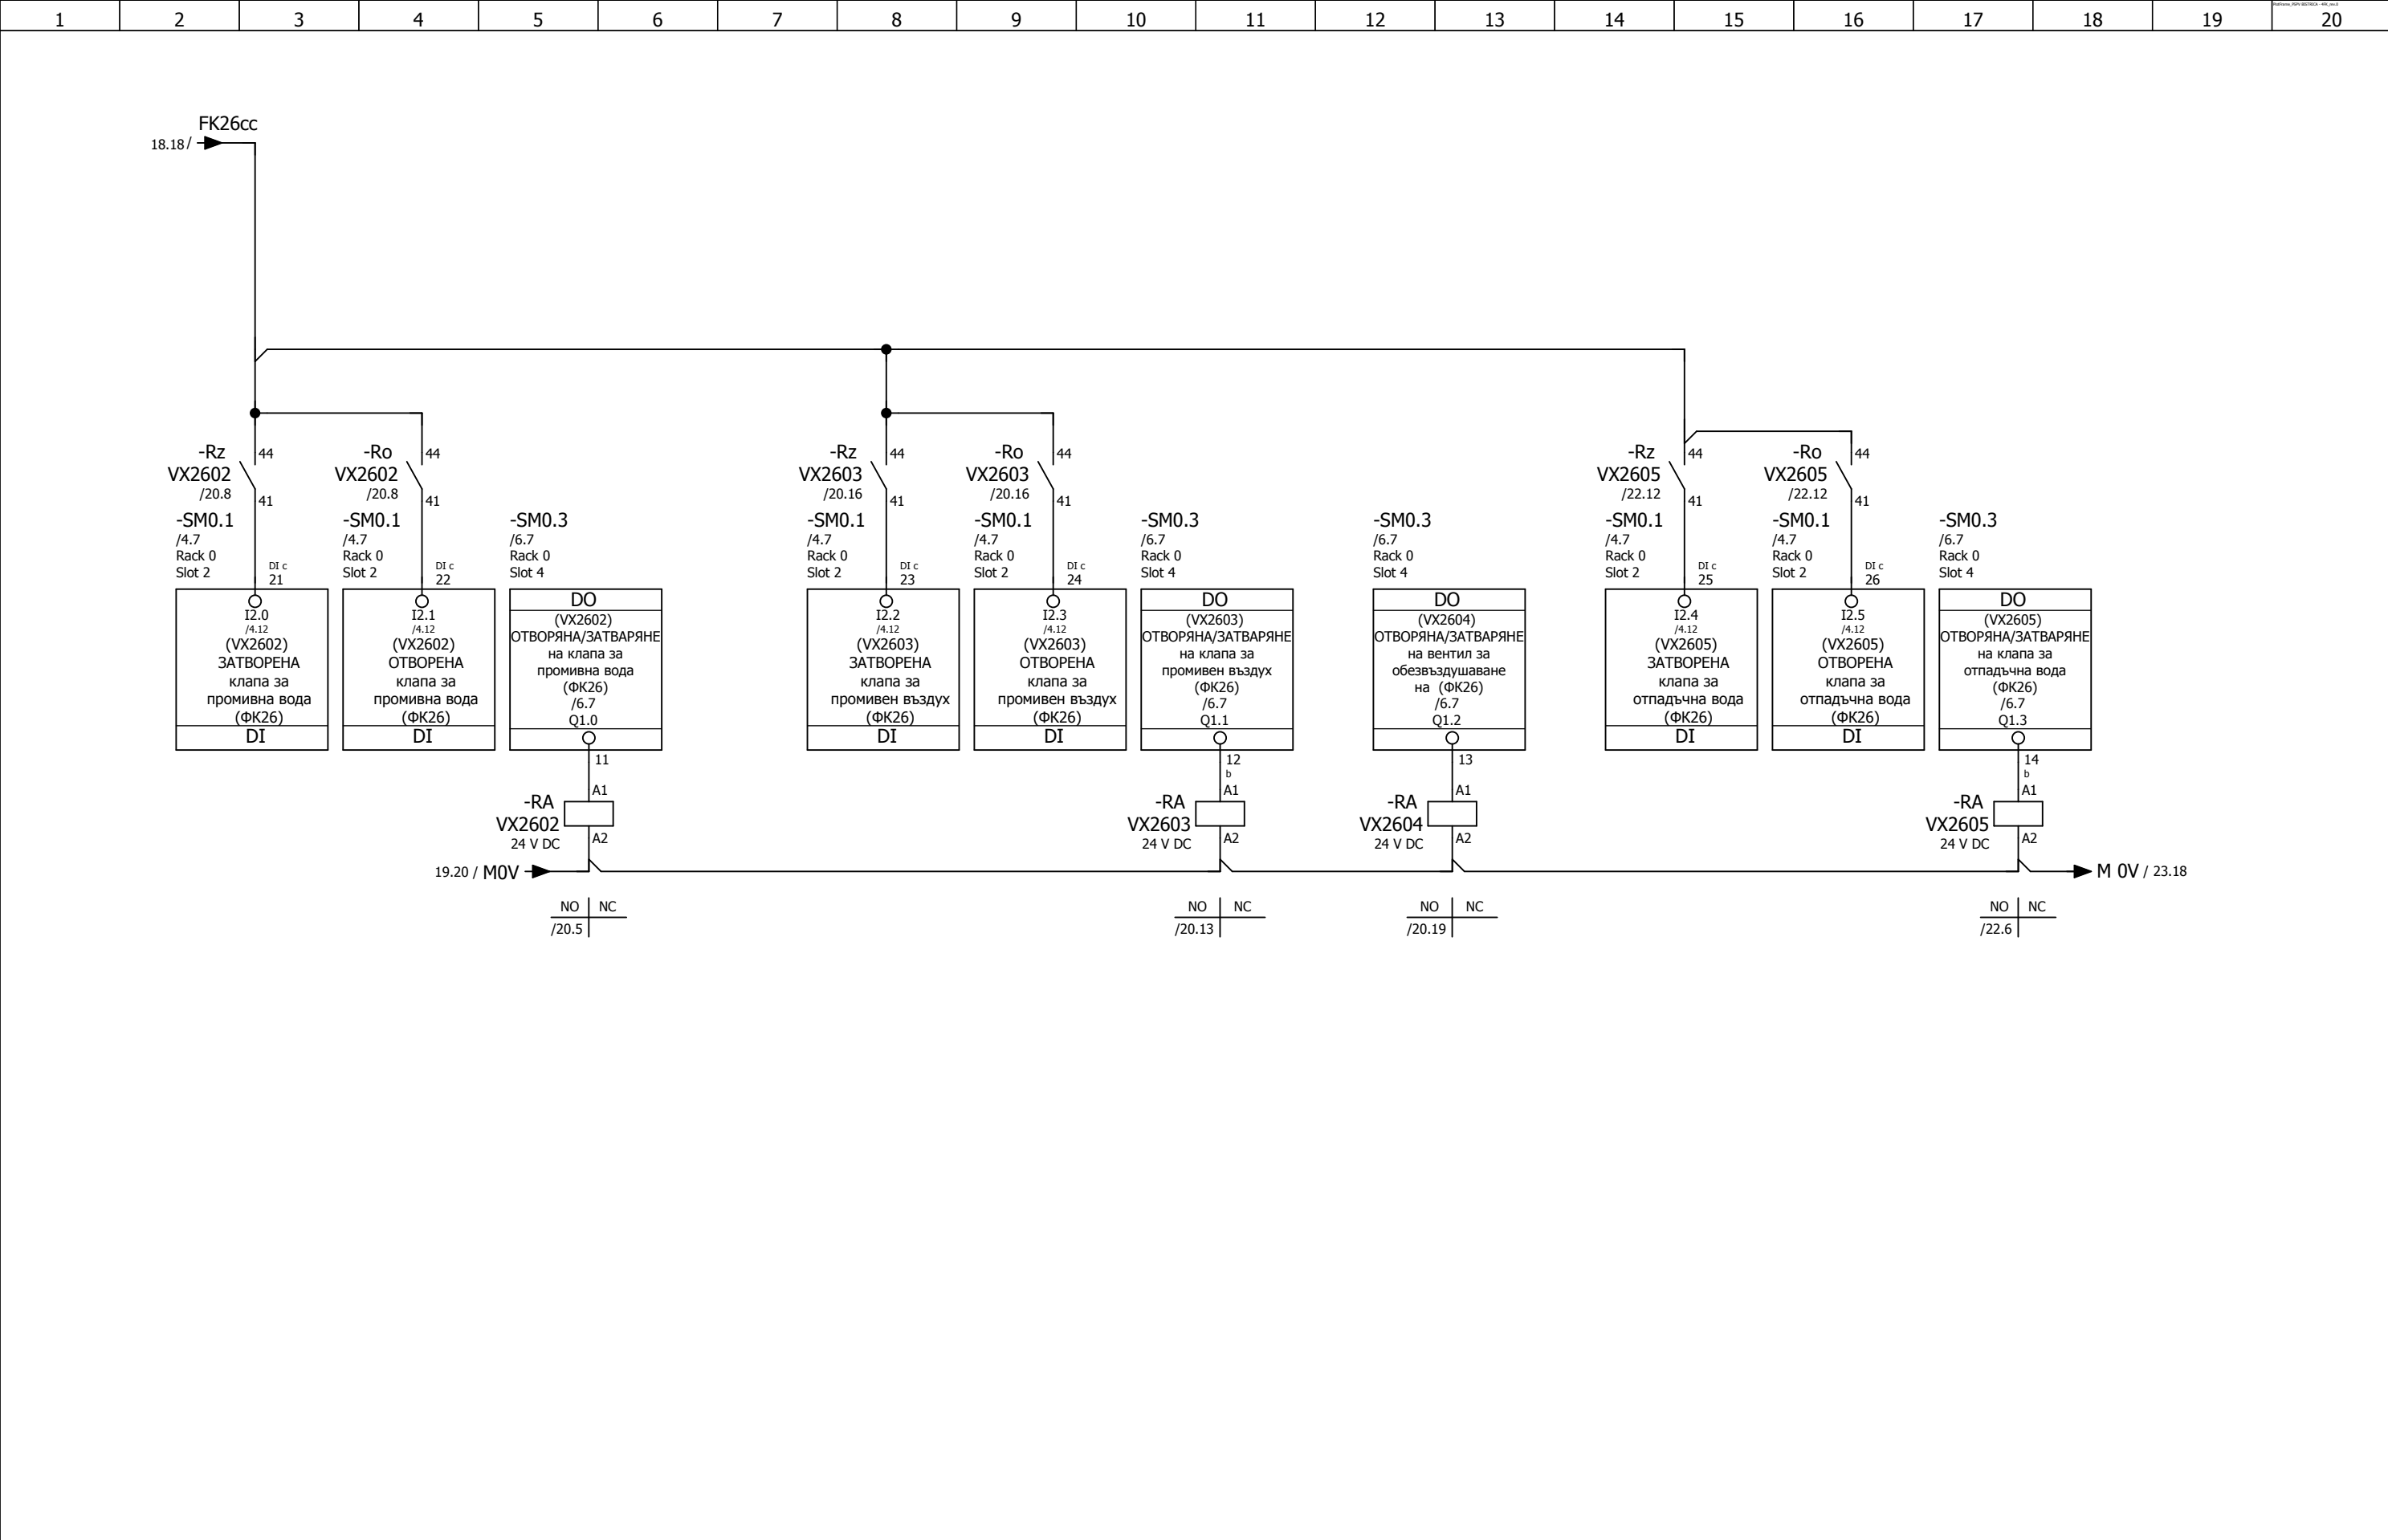 1 2 3 4 5 6 7 8 9 10 11 12 13 14 15 16 17 18 19 20
FK26cc
18.18 /
-Rz 44
VX2602
/20.8
41
-Ro 44
VX2602
/20.8
41
-Rz 44
VX2603
/20.16
41
-Ro 44
VX2603
/20.16
41
-Rz 44
VX2605
/22.12
41
-Ro 44
VX2605
/22.12
41
-SM0.1
/4.7
Rack 0
Slot 2
DI c
21
I2.0
/4.12
(VX2602)
ЗАТВОРЕНА
клапа за
промивна вода
(ФК26)
DI
-SM0.1
/4.7
Rack 0
Slot 2
DI c
22
I2.1
/4.12
(VX2602)
ОТВОРЕНА
клапа за
промивна вода
(ФК26)
DI
-SM0.3
/6.7
Rack 0
Slot 4
DO
(VX2602)
ОТВОРЯНА/ЗАТВАРЯНЕ
на клапа за
промивна вода
(ФК26)
/6.7
Q1.0
11
-SM0.1
/4.7
Rack 0
Slot 2
DI c
23
I2.2
/4.12
(VX2603)
ЗАТВОРЕНА
клапа за
промивен въздух
(ФК26)
DI
-SM0.1
/4.7
Rack 0
Slot 2
DI c
24
I2.3
/4.12
(VX2603)
ОТВОРЕНА
клапа за
промивен въздух
(ФК26)
DI
-SM0.3
/6.7
Rack 0
Slot 4
DO
(VX2603)
ОТВОРЯНА/ЗАТВАРЯНЕ
на клапа за
промивен въздух
(ФК26)
/6.7
Q1.1
12
b
-SM0.3
/6.7
Rack 0
Slot 4
DO
(VX2604)
ОТВОРЯНА/ЗАТВАРЯНЕ
на вентил за
обезвъздушаване
на (ФК26)
/6.7
Q1.2
13
-SM0.1
/4.7
Rack 0
Slot 2
DI c
25
I2.4
/4.12
(VX2605)
ЗАТВОРЕНА
клапа за
отпадъчна вода
(ФК26)
DI
-SM0.1
/4.7
Rack 0
Slot 2
DI c
26
I2.5
/4.12
(VX2605)
ОТВОРЕНА
клапа за
отпадъчна вода
(ФК26)
DI
-SM0.3
/6.7
Rack 0
Slot 4
DO
(VX2605)
ОТВОРЯНА/ЗАТВАРЯНЕ
на клапа за
отпадъчна вода
(ФК26)
/6.7
Q1.3
14
b
A1
-RA
VX2602
24 V DC
A2
A1
-RA
VX2603
24 V DC
A2
A1
-RA
VX2604
24 V DC
A2
A1
-RA
VX2605
24 V DC
A2
19.20 / M0V
M 0V / 23.18
NO NC
/20.5
NO NC
/20.13
NO NC
/20.19
NO NC
/22.6